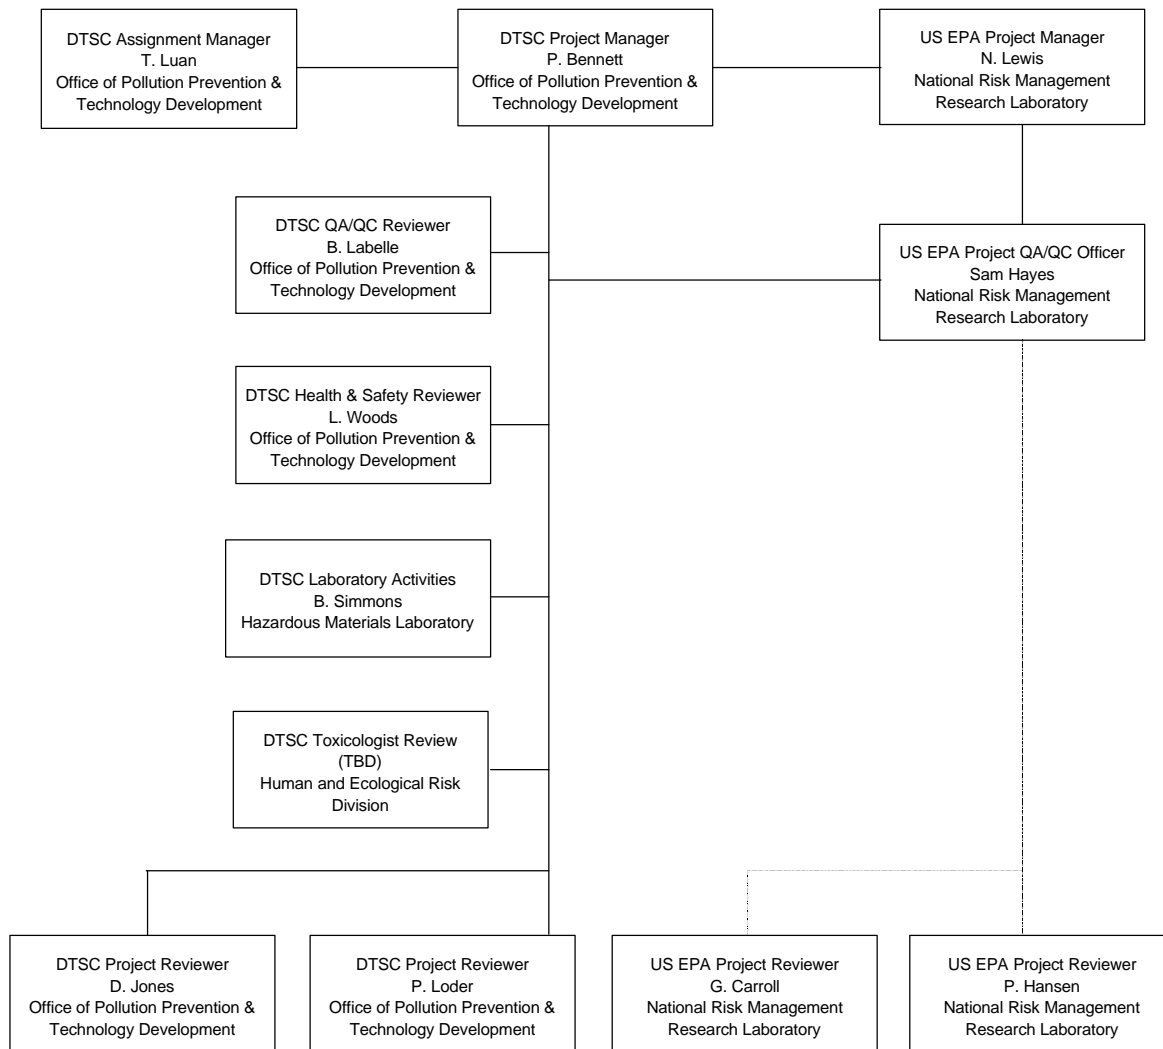 DTSC Assignment Manager
T. Luan
Office of Pollution Prevention &
Technology Development
DTSC Project Manager
P. Bennett
Office of Pollution Prevention &
Technology Development
US EPA Project Manager
N. Lewis
National Risk Management
Research Laboratory
DTSC QA/QC Reviewer
B. Labelle
Office of Pollution Prevention &
Technology Development
US EPA Project QA/QC Officer
Sam Hayes
National Risk Management
Research Laboratory
DTSC Health & Safety Reviewer
L. Woods
Office of Pollution Prevention &
Technology Development
DTSC Laboratory Activities
B. Simmons
Hazardous Materials Laboratory
DTSC Toxicologist Review
(TBD)
Human and Ecological Risk
Division
DTSC Project Reviewer
D. Jones
Office of Pollution Prevention &
Technology Development
DTSC Project Reviewer
P. Loder
Office of Pollution Prevention &
Technology Development
US EPA Project Reviewer
G. Carroll
National Risk Management
Research Laboratory
US EPA Project Reviewer
P. Hansen
National Risk Management
Research Laboratory